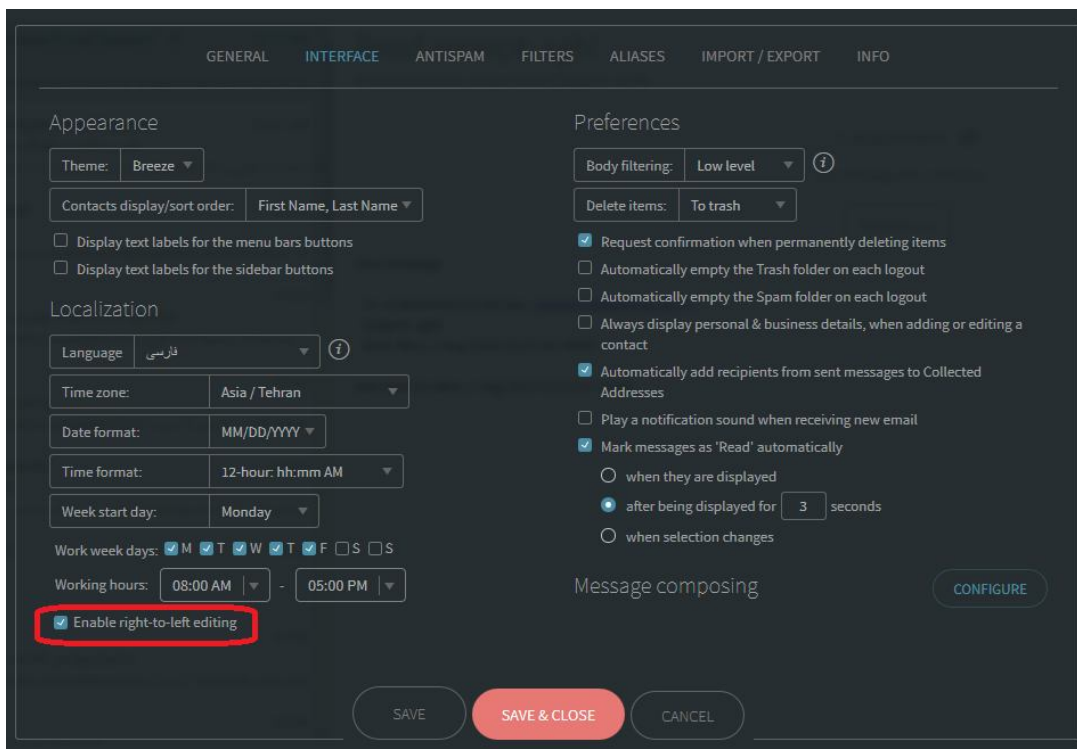 GENERAL INTERFACE ANTISPAM FILTERS ALIASES IMPORT / EXPORT INFO
Appearance
Theme: Breeze
Contacts display/sort order: First Name, Last Name
Display text labels for the menu bars buttons
Display text labels for the sidebar buttons
Localization
Language فارسی
Time zone: Asia / Tehran
Date format: MM/DD/YYYY
Time format: 12-hour: hh:mm AM
Week start day: Monday
Work week days: M T W T F S S
Working hours: 08:00 AM - 05:00 PM
Enable right-to-left editing
Preferences
Body filtering: Low level i
Delete items: To trash
Request confirmation when permanently deleting items
Automatically empty the Trash folder on each logout
Automatically empty the Spam folder on each logout
Always display personal & business details, when adding or editing a
contact
Automatically add recipients from sent messages to Collected
Addresses
Play a notification sound when receiving new email
Mark messages as 'Read' automatically
when they are displayed
after being displayed for 3 seconds
when selection changes
Message composing CONFIGURE
SAVE SAVE & CLOSE CANCEL